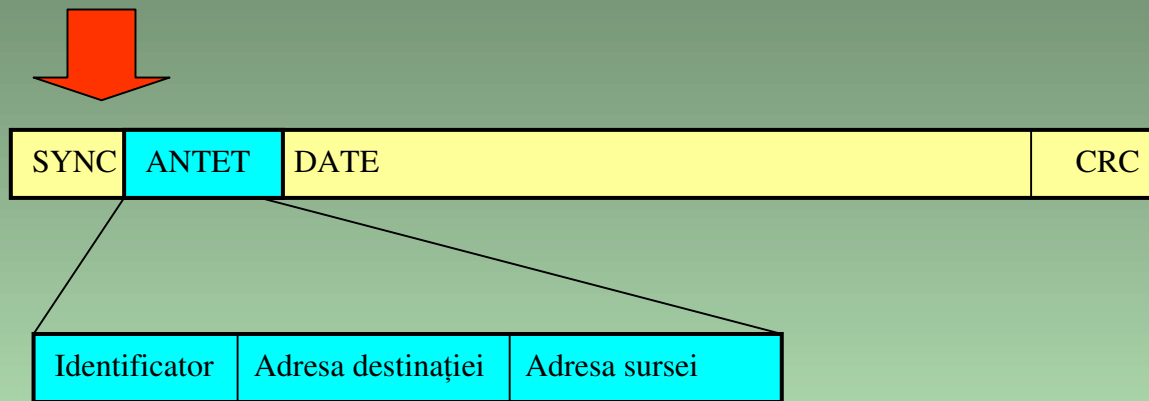 SYNC ANTET DATE CRC
Identificator Adresa destinației Adresa sursei